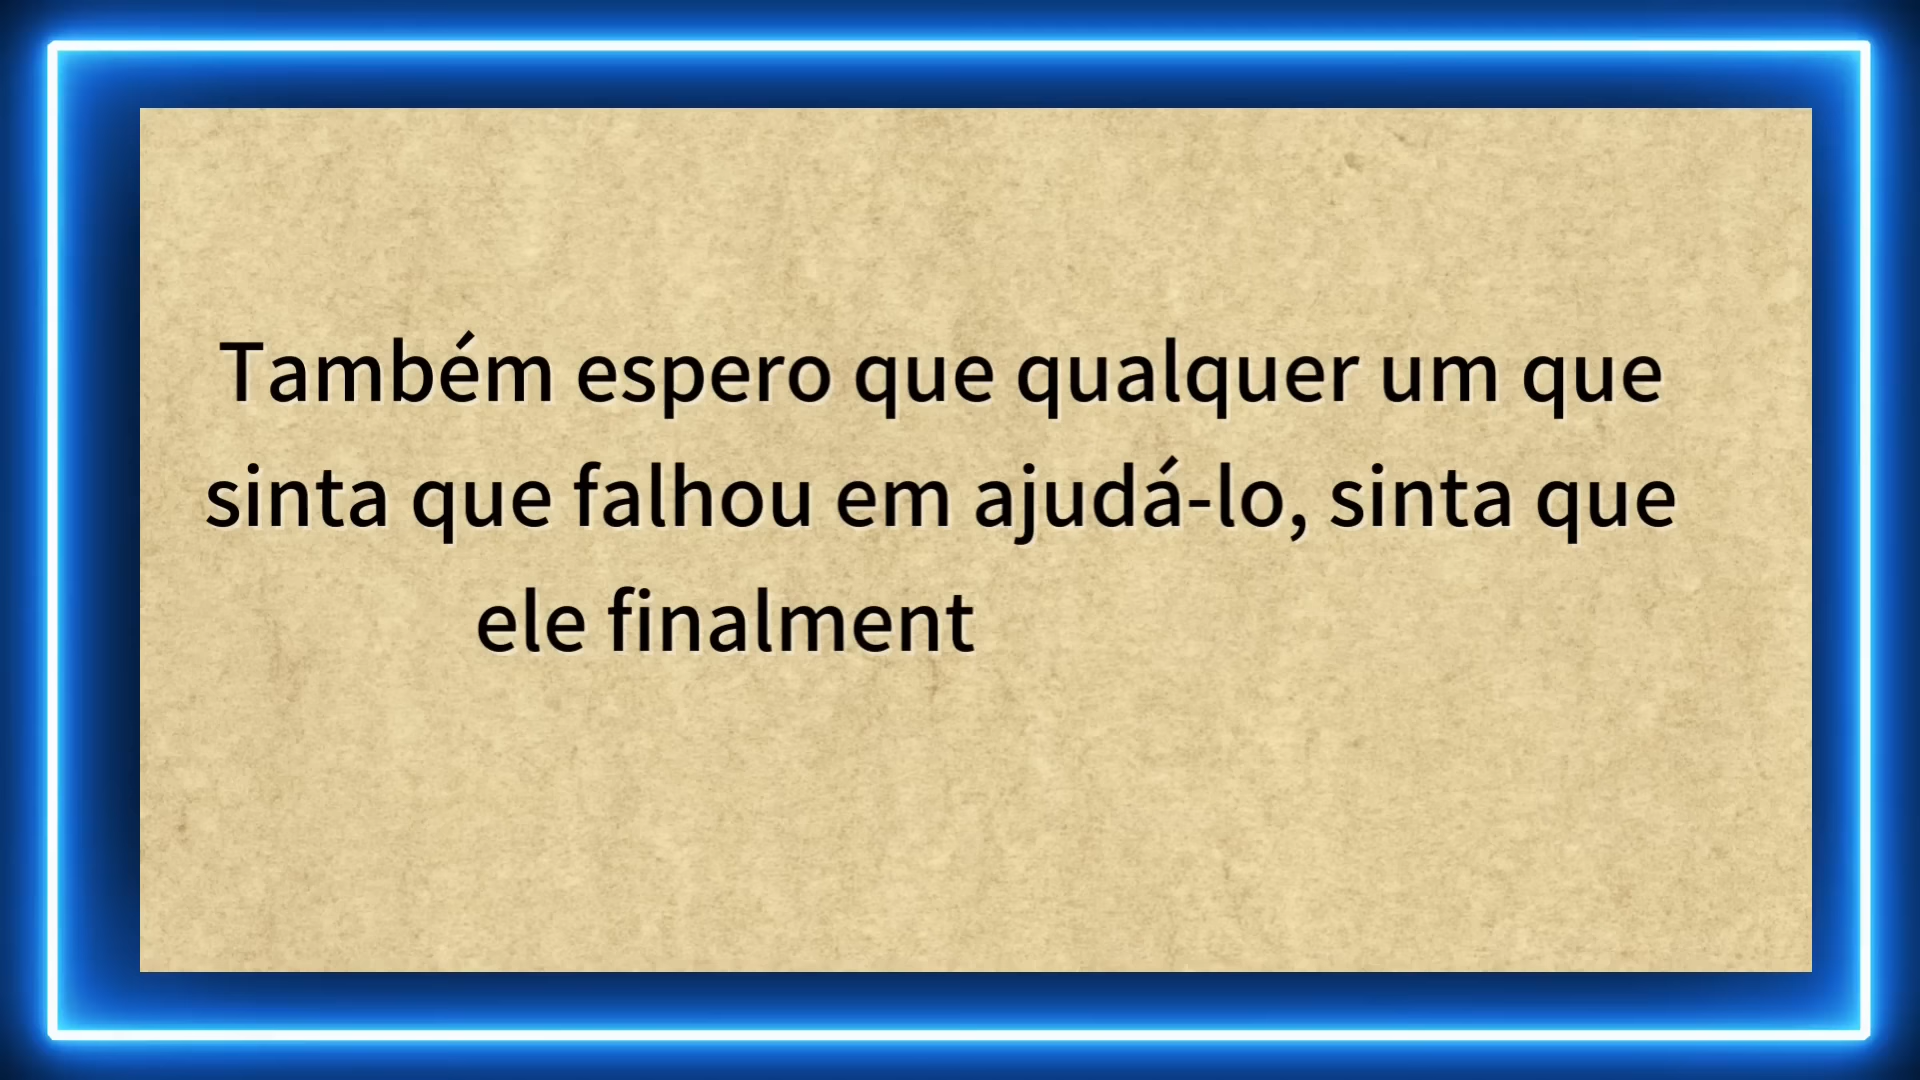 Também espero que qualquer um que
sinta que falhou em ajudá-lo, sinta que
ele finalment